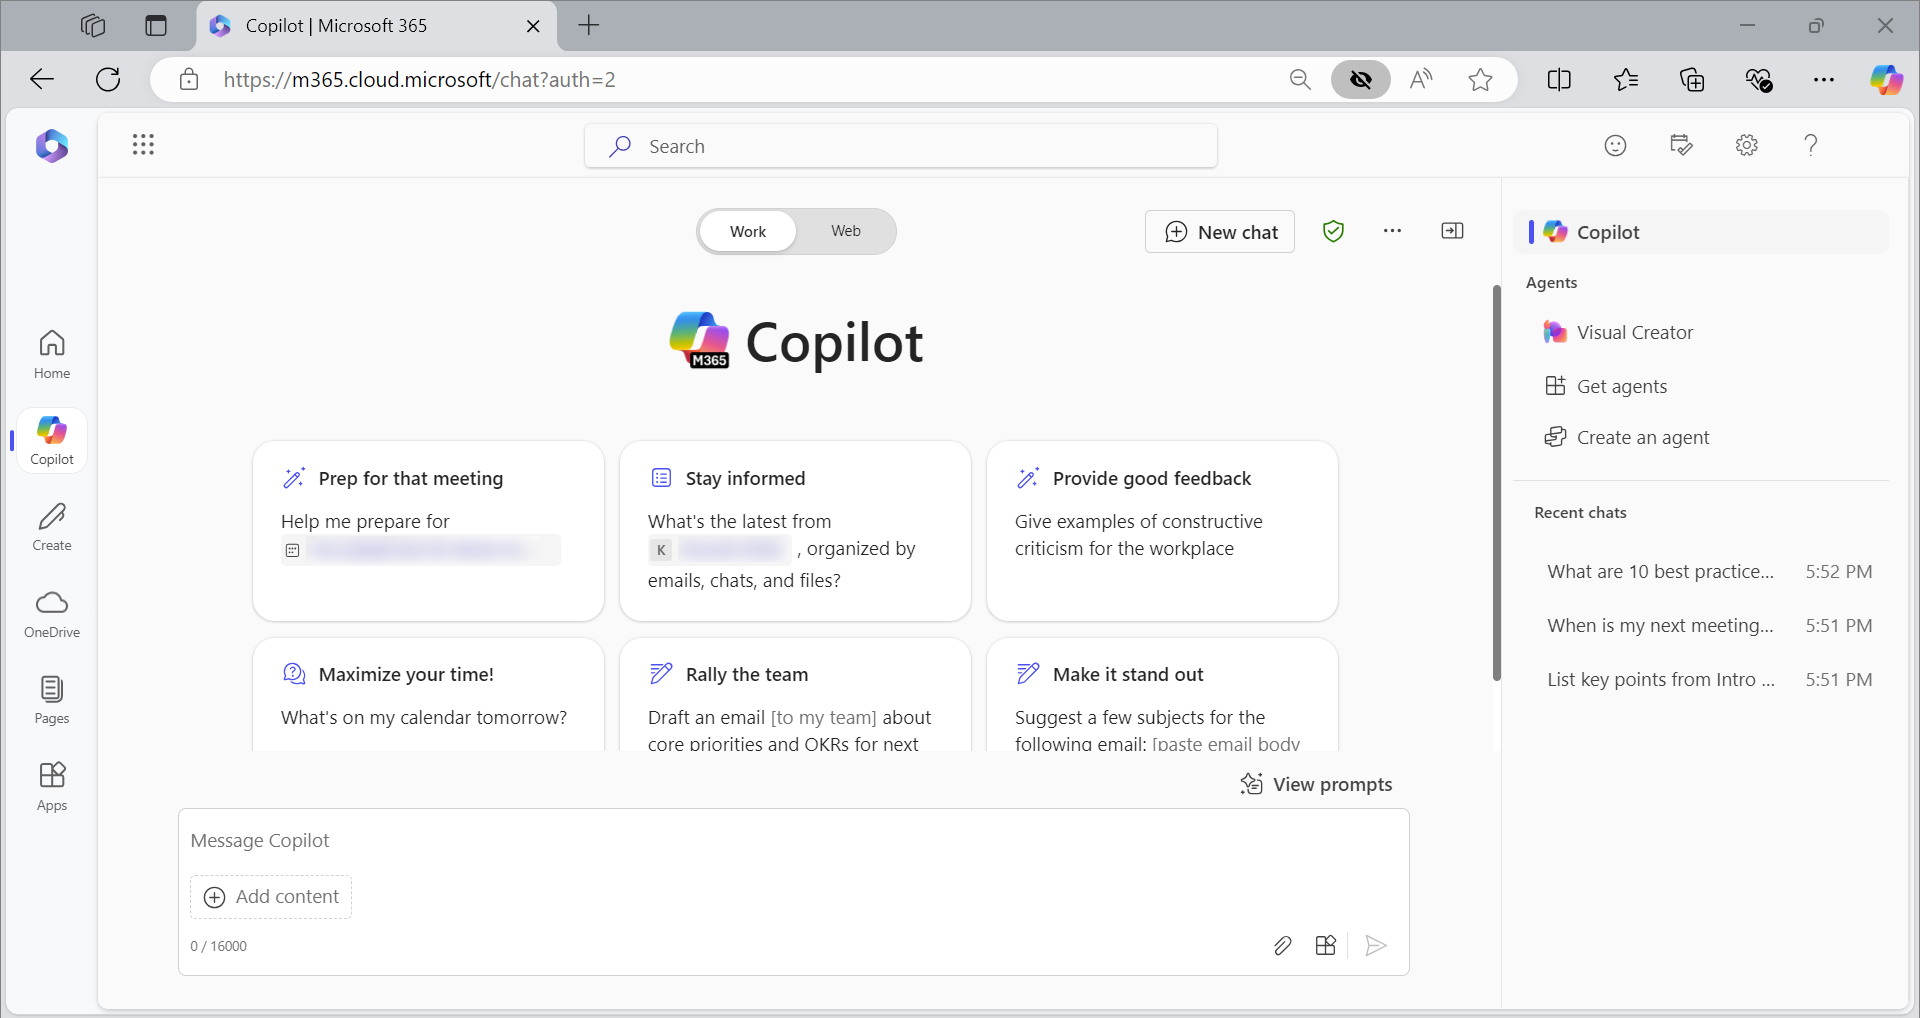 Copilot | Microsoft 365
https://m365.cloud.microsoft/chat?auth=2
Search
Work
Web
New chat
Copilot
M365
Home
Copilot
Create
OneDrive
Pages
Apps
Prep for that meeting
Help me prepare for
Stay informed
What's the latest from
K
, organized by
emails, chats, and files?
Provide good feedback
Give examples of constructive
criticism for the workplace
Maximize your time!
What's on my calendar tomorrow?
Rally the team
Draft an email [to my team] about
core priorities and OKRs for next
Make it stand out
Suggest a few subjects for the
following email: [paste email body
View prompts
Message Copilot
Add content
0 / 16000
Copilot
Agents
Visual Creator
Get agents
Create an agent
Recent chats
What are 10 best practice... 5:52 PM
When is my next meeting... 5:51 PM
List key points from Intro ... 5:51 PM